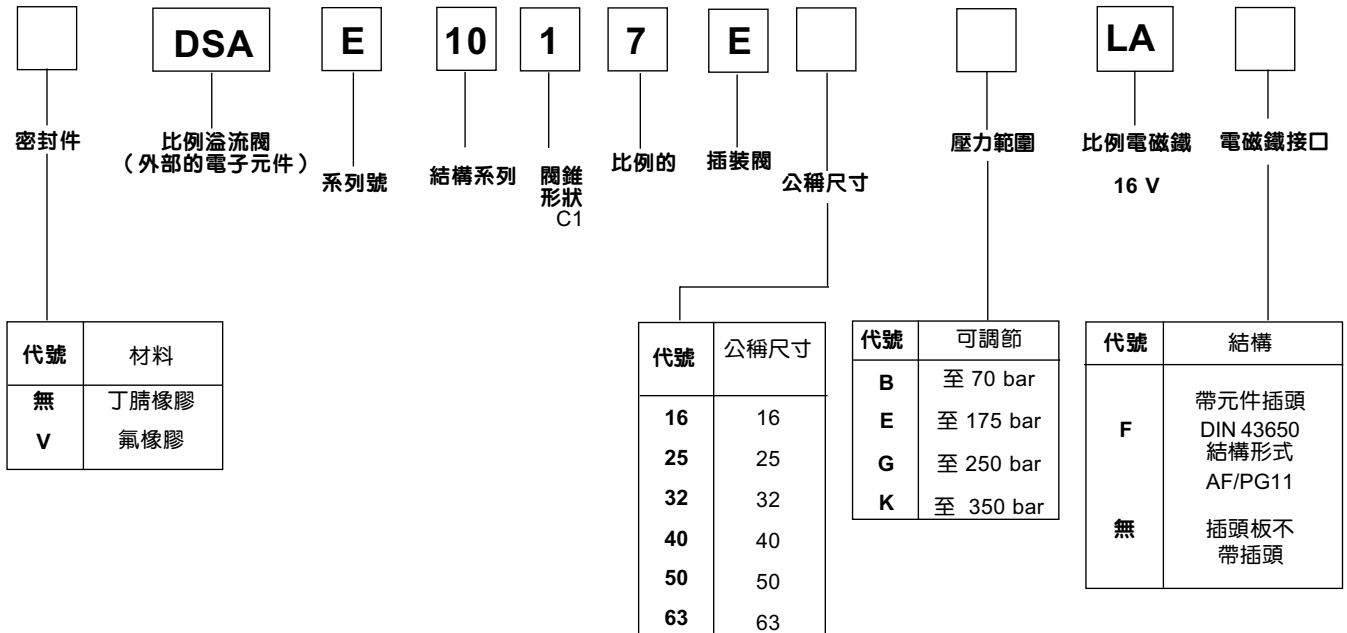 DSA E 10 1 7 E LA
密封件
比例溢流閥
（外部的電子元件）
系列號
結構系列
閥錐
形狀
C1
比例的
插裝閥
公稱尺寸
壓力範圍
比例電磁鐵
16 V
電磁鐵接口
代號 材料
無 丁腈橡膠
V 氟橡膠
代號 公稱尺寸
16 16
25 25
32 32
40 40
50 50
63 63
代號 可調節
B 至 70 bar
E 至 175 bar
G 至 250 bar
K 至 350 bar
代號 結構
F 帶元件插頭
DIN 43650
結構形式
AF/PG11
無 插頭板不
帶插頭